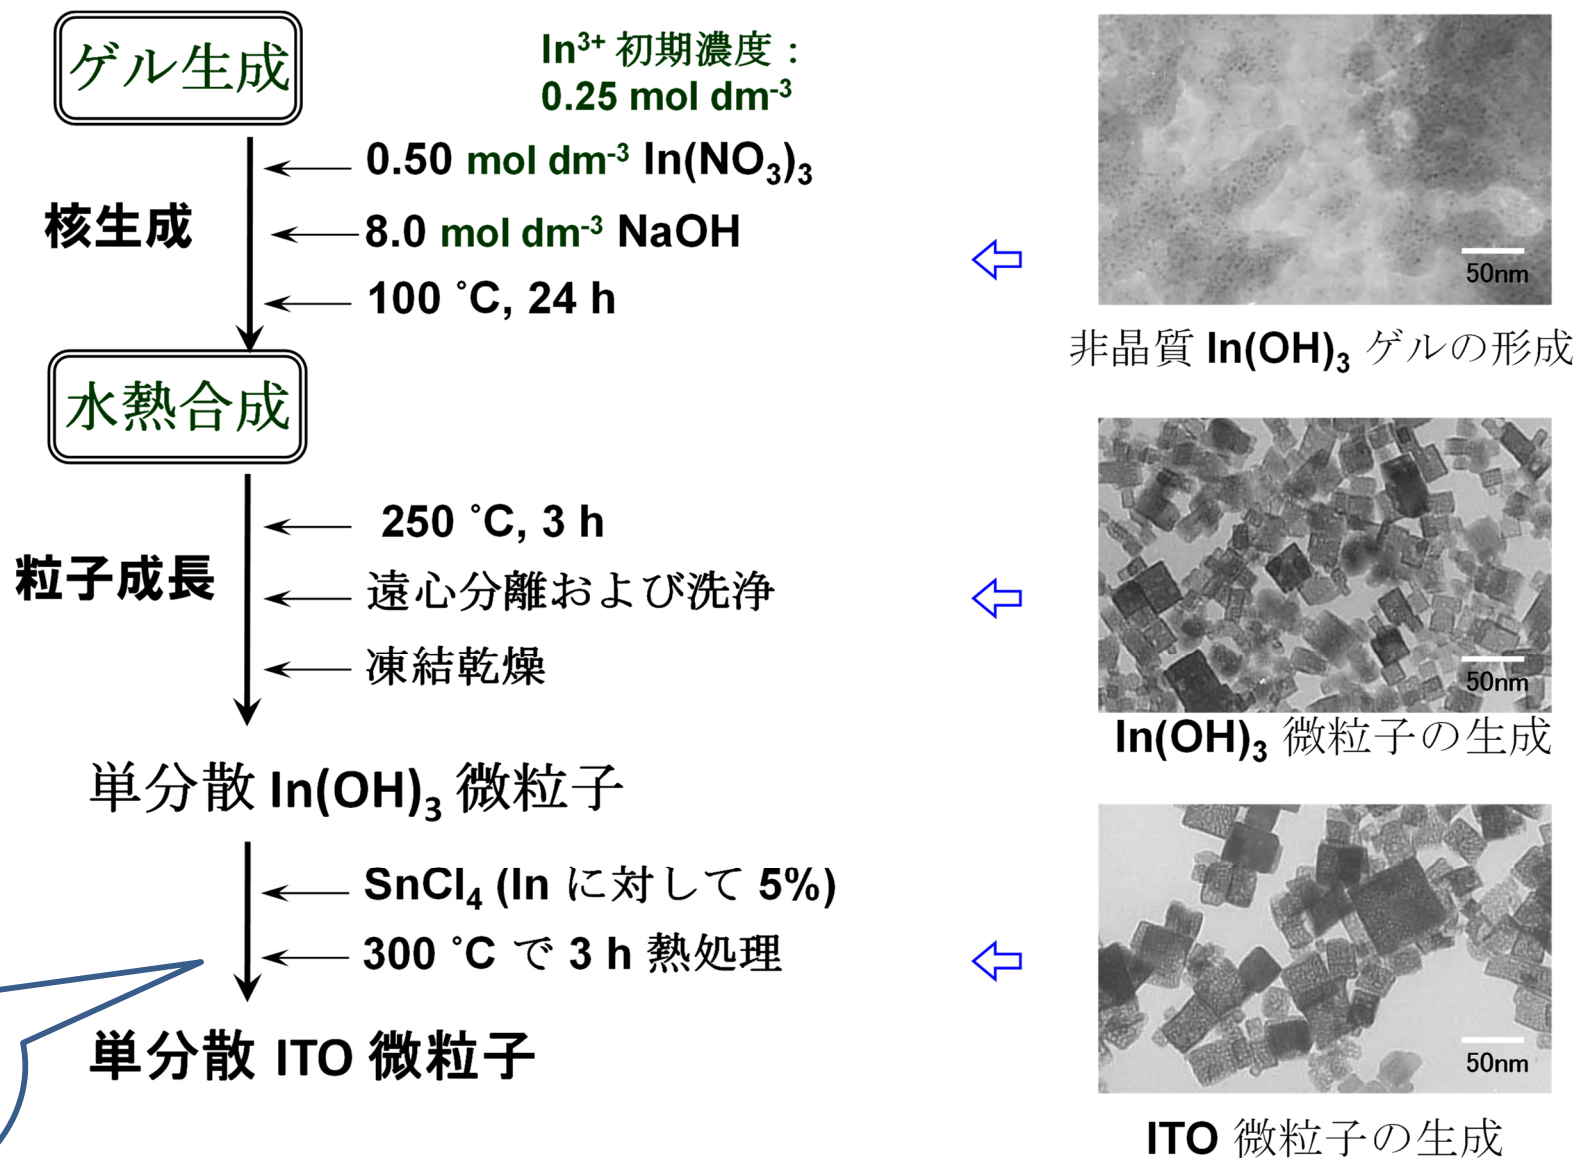 ゲル生成
In³⁺ 初期濃度：
0.25 mol dm⁻³
0.50 mol dm⁻³ In(NO₃)₃
核生成
8.0 mol dm⁻³ NaOH
100 ˚C, 24 h
水熱合成
250 ˚C, 3 h
粒子成長
遠心分離および洗浄
凍結乾燥
単分散 In(OH)₃ 微粒子
SnCl₄ (In に対して 5%)
300 ˚C で 3 h 熱処理
単分散 ITO 微粒子
50nm
非晶質 In(OH)₃ ゲルの形成
50nm
In(OH)₃ 微粒子の生成
50nm
ITO 微粒子の生成